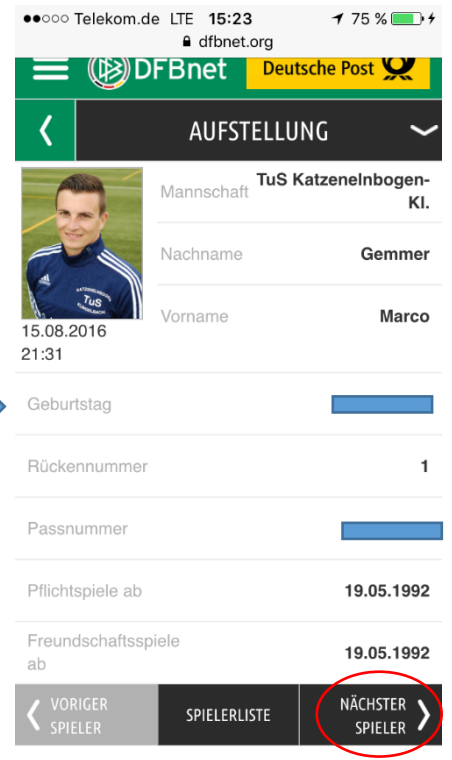 Telekom.de LTE 15:23 75 %
dfbnet.org
DFBnet Deutsche Post
AUFSTELLUNG
Mannschaft TuS Katzenelnbogen-
Kl.
Nachname Gemmer
Vorname Marco
TuS
15.08.2016
21:31
Geburtstag
Rückennummer 1
Passnummer
Pflichtspiele ab 19.05.1992
Freundschaftsspiele
ab 19.05.1992
VORIGER
SPIELER
SPIELERLISTE
NÄCHSTER
SPIELER